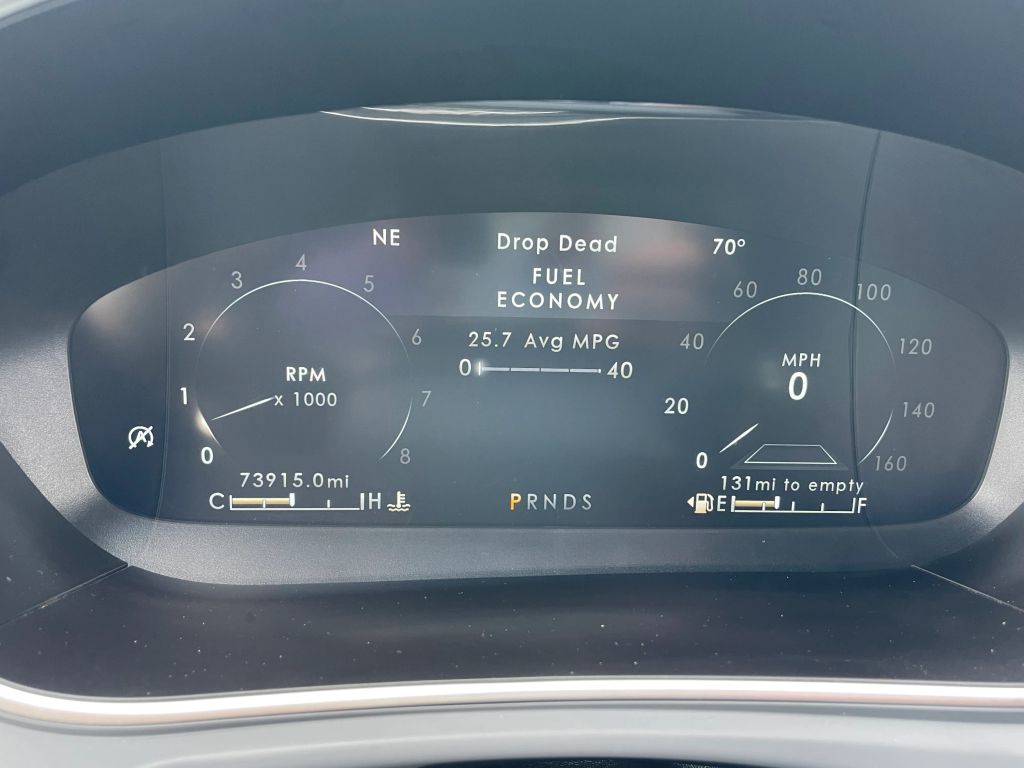 NE Drop Dead 70°
FUEL
ECONOMY
25.7 Avg MPG
0 40
0 1 2 3 4 5 6 7 8
RPM
x 1000
0 20 40 60 80 100 120 140 160
MPH
0
73915.0mi
C H
PRNDS
131mi to empty
E F